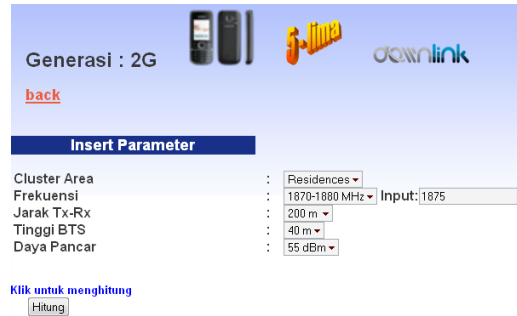 Generasi : 2G
5-lima
downlink
back
Insert Parameter
Cluster Area : Residences
Frekuensi : 1870-1880 MHz Input: 1875
Jarak Tx-Rx : 200 m
Tinggi BTS : 40 m
Daya Pancar : 55 dBm
Klik untuk menghitung
Hitung